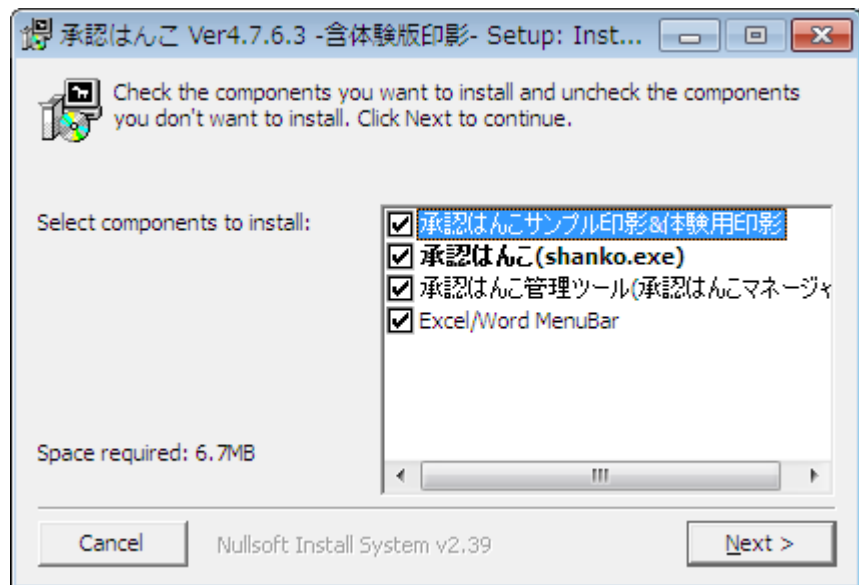 承認はんこ Ver4.7.6.3 -含体験版印影- Setup: Inst...
Check the components you want to install and uncheck the components
you don't want to install. Click Next to continue.
Select components to install:
承認はんこサンプル印影&体験用印影
承認はんこ(shanko.exe)
承認はんこ管理ツール(承認はんこマネージャ
Excel/Word MenuBar
Space required: 6.7MB
Cancel
Nullsoft Install System v2.39
Next >